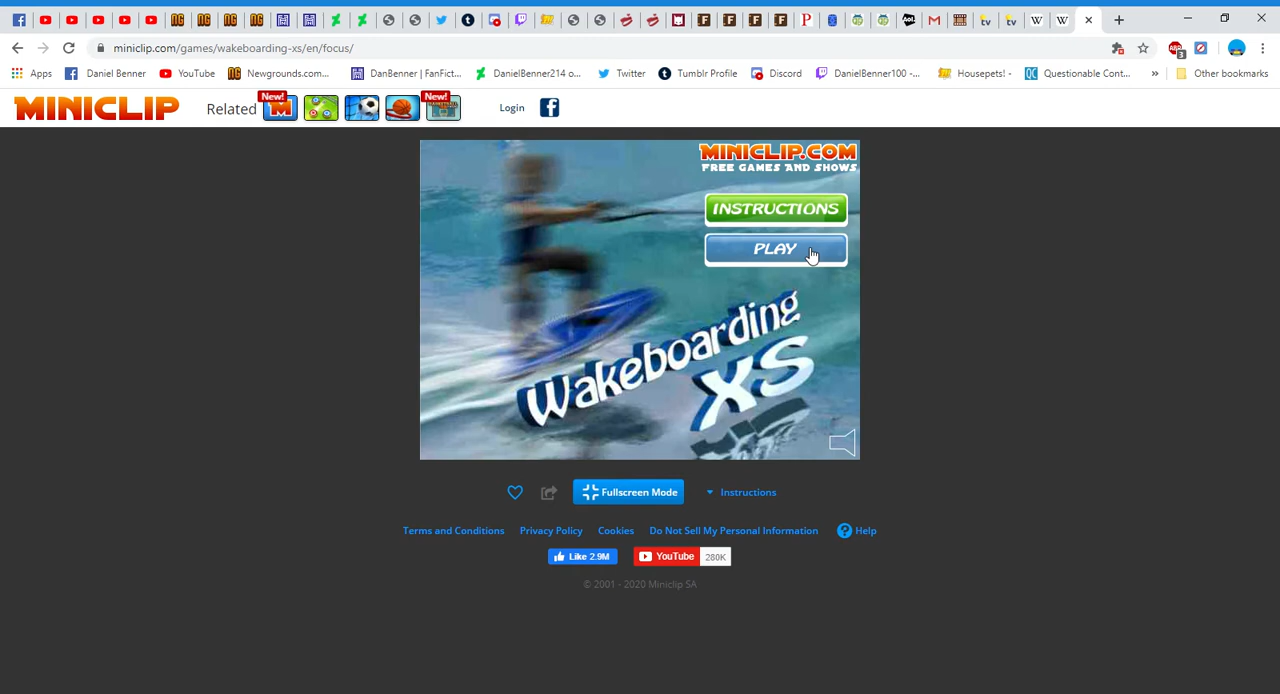 miniclip.com/games/wakeboarding-xs/en/focus/
3
Apps Daniel Benner YouTube Newgrounds.com... DanBenner | FanFict... DanielBenner214 o... Twitter Tumblr Profile Discord DanielBenner100 -... Housepets! - Questionable Cont... » Other bookmarks
MINICLIP Related New! New! Login
MINICLIP.COM
FREE GAMES AND SHOWS
INSTRUCTIONS
PLAY
Wakeboarding
XS
Fullscreen Mode Instructions
Terms and Conditions Privacy Policy Cookies Do Not Sell My Personal Information Help
Like 2.9M YouTube 280K
© 2001 - 2020 Miniclip SA